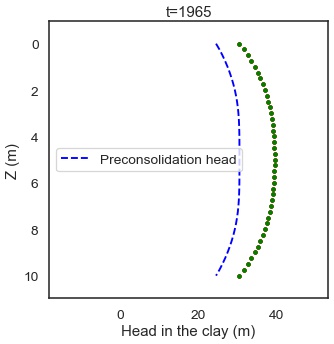 t=1965
0
2
4
6
8
10
Z (m)
Preconsolidation head
0
20
40
Head in the clay (m)